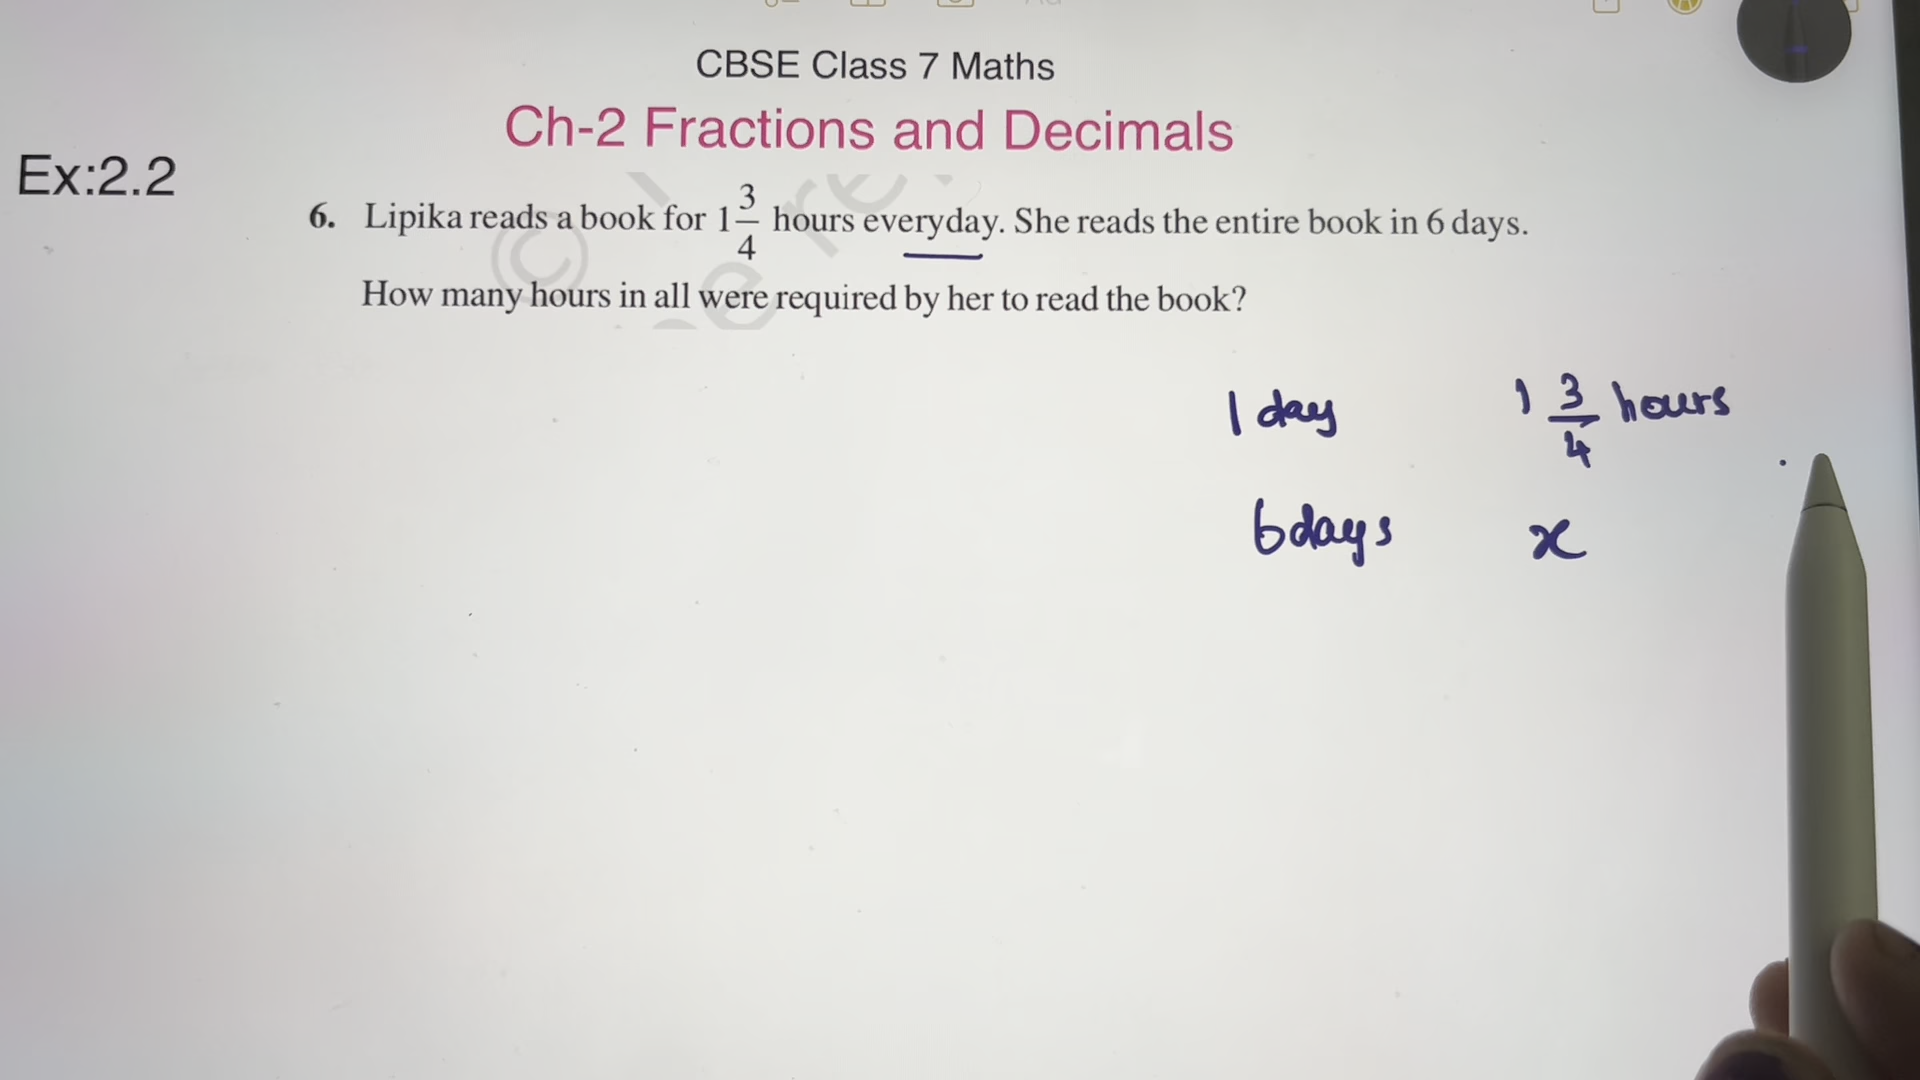 CBSE Class 7 Maths
Ch-2 Fractions and Decimals
Ex:2.2
6. Lipika reads a book for 1 3/4 hours everyday. She reads the entire book in 6 days.
How many hours in all were required by her to read the book?
1 day 1 3/4 hours
6 days x